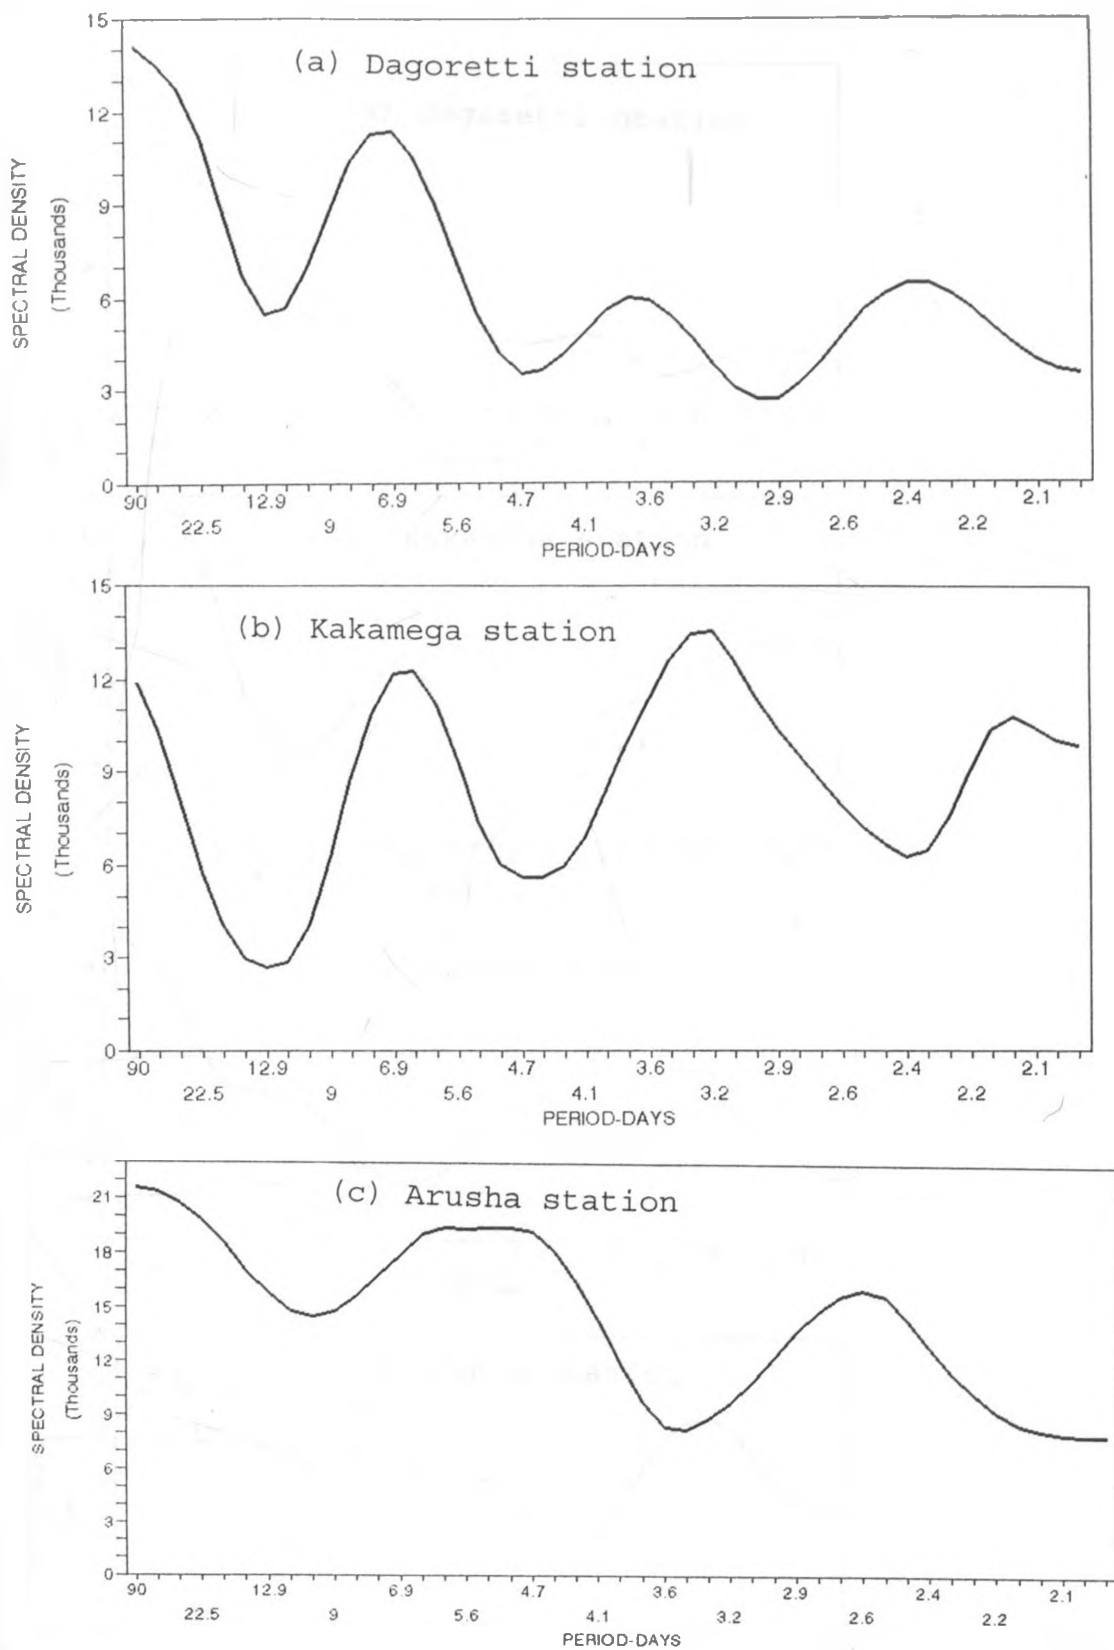 (a) Dagoretti station
SPECTRAL DENSITY
(Thousands)
15
12
9
6
3
0
90 12.9 6.9 4.7 3.6 2.9 2.4 2.1
22.5 9 5.6 4.1 3.2 2.6 2.2
PERIOD-DAYS
(b) Kakamega station
SPECTRAL DENSITY
(Thousands)
15
12
9
6
3
0
90 12.9 6.9 4.7 3.6 2.9 2.4 2.1
22.5 9 5.6 4.1 3.2 2.6 2.2
PERIOD-DAYS
(c) Arusha station
SPECTRAL DENSITY
(Thousands)
21
18
15
12
9
6
3
0
90 12.9 6.9 4.7 3.6 2.9 2.4 2.1
22.5 9 5.6 4.1 3.2 2.6 2.2
PERIOD-DAYS